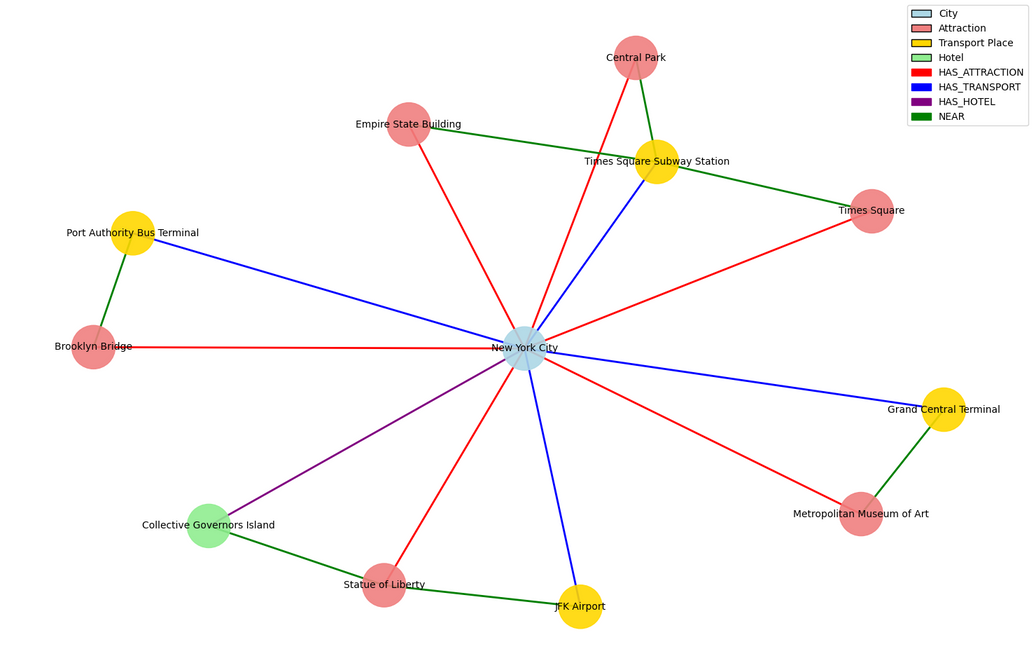 City
Attraction
Transport Place
Hotel
HAS_ATTRACTION
HAS_TRANSPORT
HAS_HOTEL
NEAR
Central Park
Empire State Building
Times Square Subway Station
Times Square
Port Authority Bus Terminal
Brooklyn Bridge
New York City
Grand Central Terminal
Metropolitan Museum of Art
Collective Governors Island
Statue of Liberty
JFK Airport